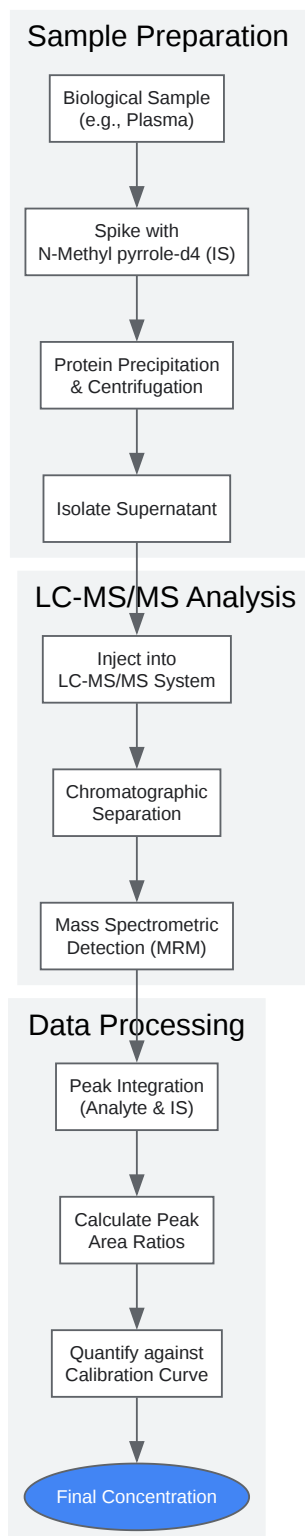 Sample Preparation
Biological Sample
(e.g., Plasma)
Spike with
N-Methyl pyrrole-d4 (IS)
Protein Precipitation
& Centrifugation
Isolate Supernatant
LC-MS/MS Analysis
Inject into
LC-MS/MS System
Chromatographic
Separation
Mass Spectrometric
Detection (MRM)
Data Processing
Peak Integration
(Analyte & IS)
Calculate Peak
Area Ratios
Quantify against
Calibration Curve
Final Concentration